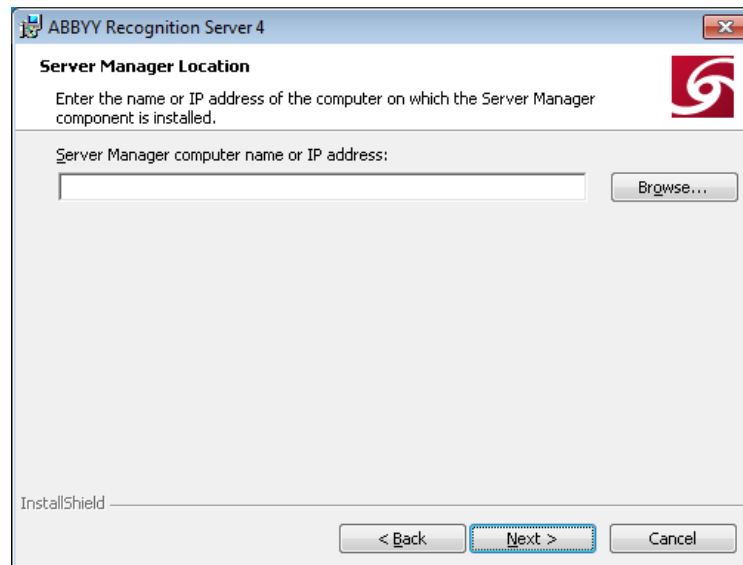 ABBYY Recognition Server 4
Server Manager Location
Enter the name or IP address of the computer on which the Server Manager
component is installed.
Server Manager computer name or IP address:
Browse...
InstallShield
< Back
Next >
Cancel